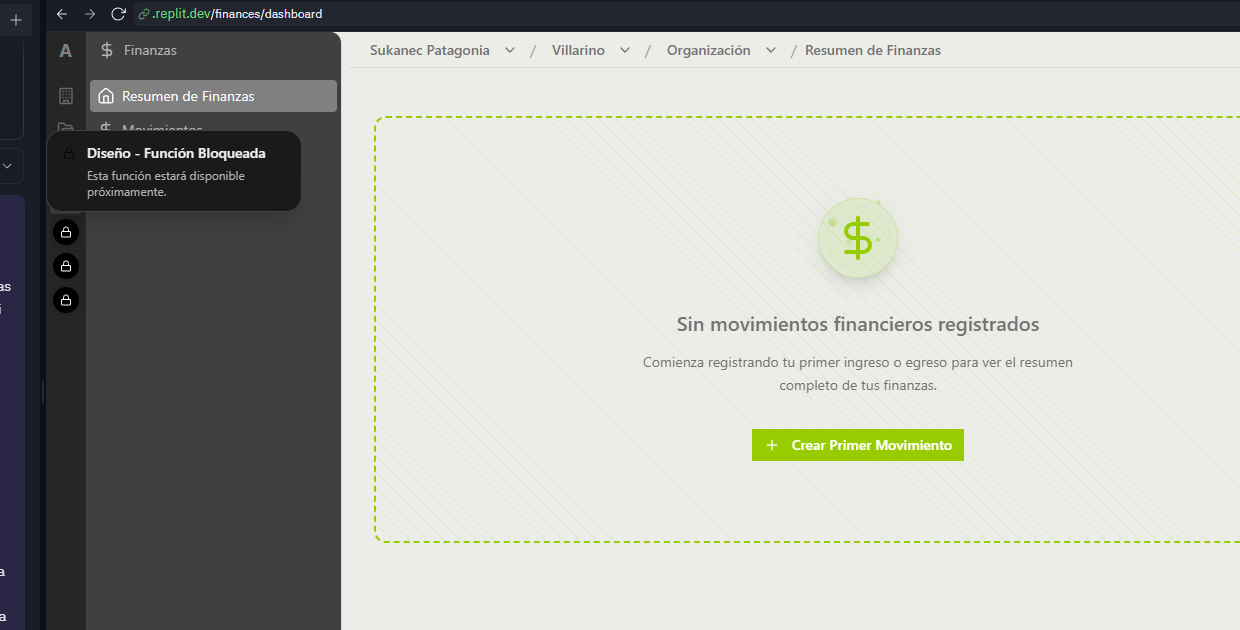 .replit.dev/finances/dashboard
A
Finanzas
Resumen de Finanzas
Movimientos
Diseño - Función Bloqueada
Esta función estará disponible
próximamente.
Sukanec Patagonia / Villarino / Organización / Resumen de Finanzas
Sin movimientos financieros registrados
Comienza registrando tu primer ingreso o egreso para ver el resumen
completo de tus finanzas.
Crear Primer Movimiento
as
a
a